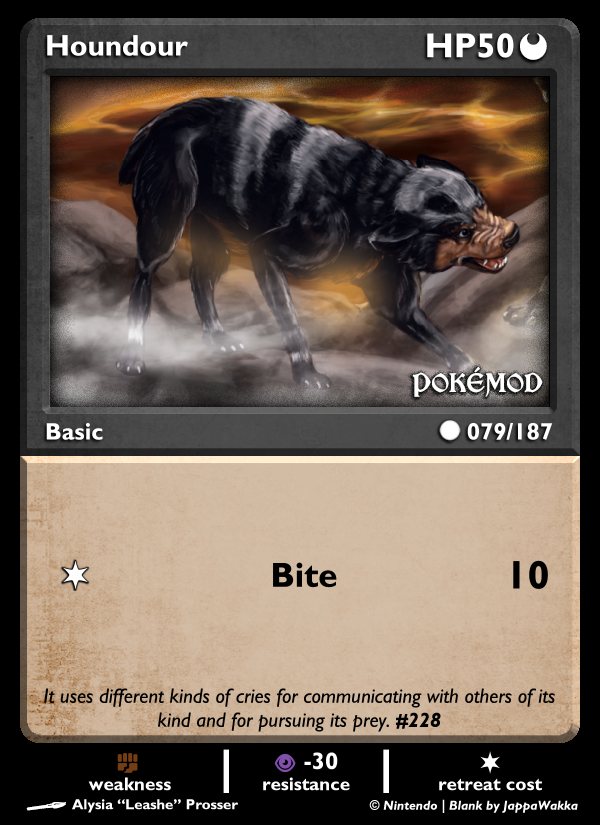 Houndour HP50
POKÉMOD
Basic 079/187
Bite 10
It uses different kinds of cries for communicating with others of its
kind and for pursuing its prey. #228
-30
weakness resistance retreat cost
Alysia “Leashe” Prosser © Nintendo | Blank by JappaWakka